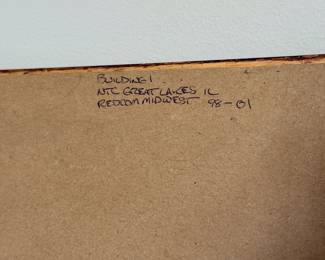 BUILDING 1
NTC GREAT LAKES IL
REDCOM MIDWEST 98-01